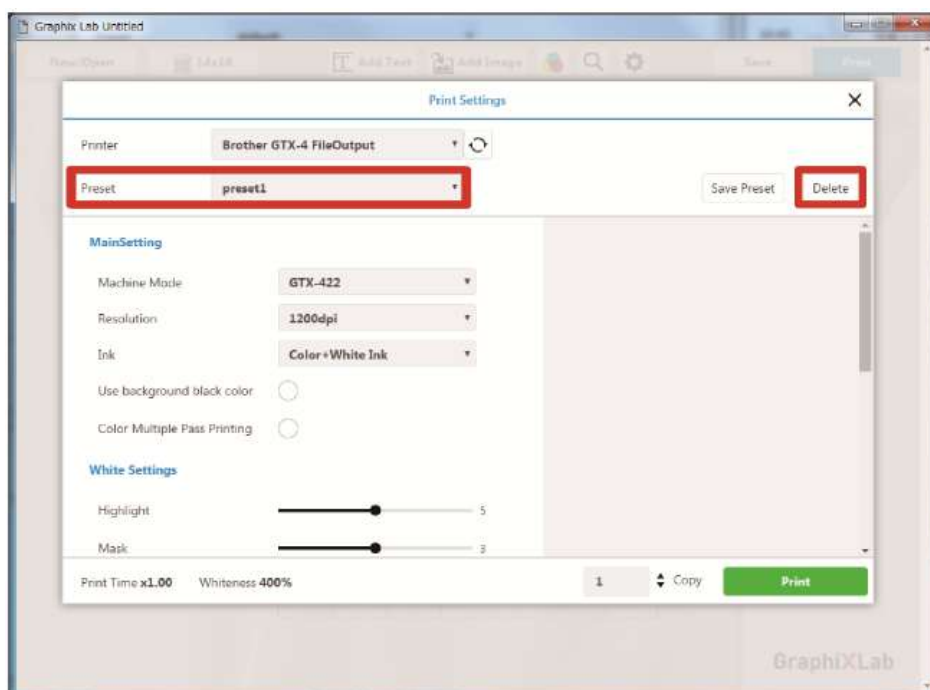 Graphix Lab Untitled
New/Open 14x16 Add Text Add Image Save Print
Print Settings
Printer Brother GTX-4 FileOutput
Preset preset1 Save Preset Delete
MainSetting
Machine Mode GTX-422
Resolution 1200dpi
Ink Color+White Ink
Use background black color
Color Multiple Pass Printing
White Settings
Highlight 5
Mask 3
Print Time x1.00 Whiteness 400% 1 Copy Print
GraphiXLab